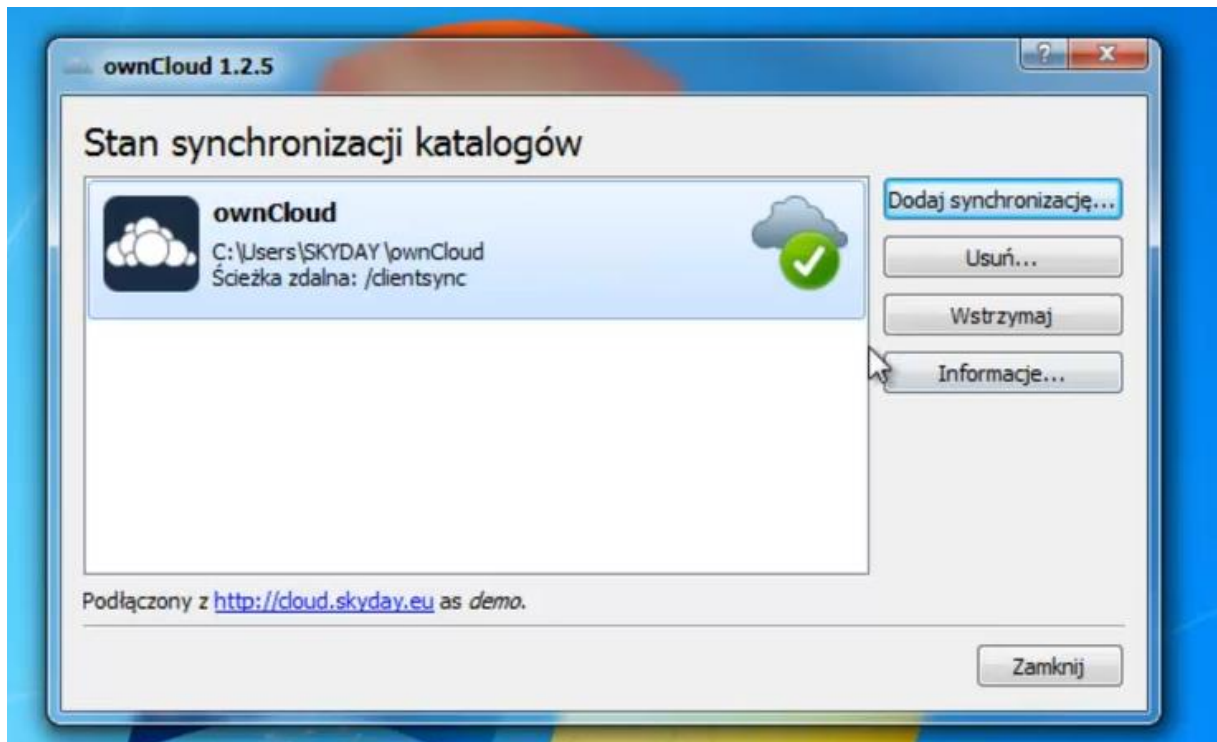 ownCloud 1.2.5
Stan synchronizacji katalogów
ownCloud
C:\Users\SKYDAY\ownCloud
Ścieżka zdalna: /clientsync
Dodaj synchronizację...
Usuń...
Wstrzymaj
Informacje...
Podłączony z http://cloud.skyday.eu as demo.
Zamknij